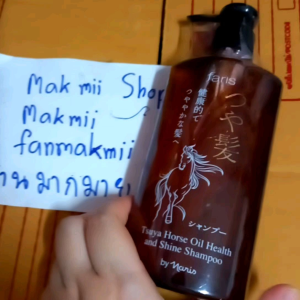 Makmii Shop
Makmii
fanmakmii
faris
つや髪
健康的で
つややかな髪へ
シャンプー
Tsuya Horse Oil Health
and Shine Shampoo
by Naris